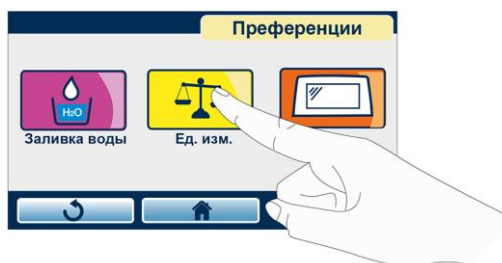 Преференции
H₂O
Заливка воды
Ед. изм.